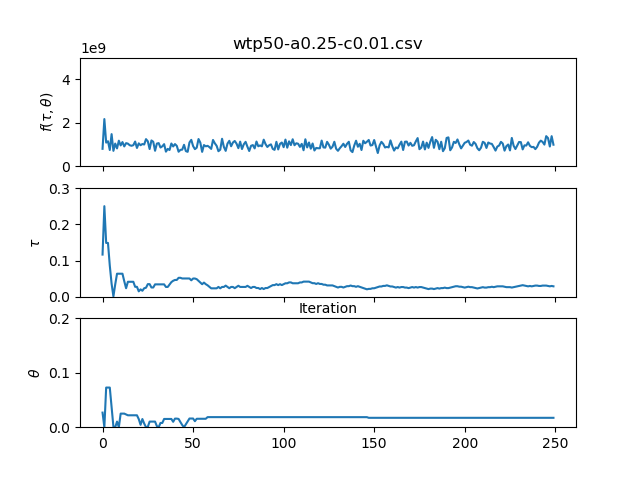 wtp50-a0.25-c0.01.csv
1e9
4
2
0
f(τ, θ)
0.3
0.2
0.1
0.0
τ
Iteration
0.2
0.1
0.0
θ
0 50 100 150 200 250